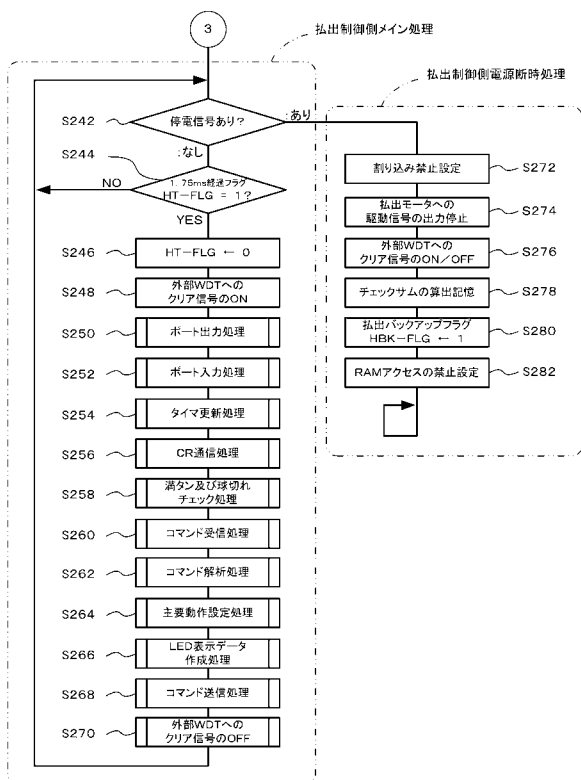 3
払出制御側メイン処理
払出制御側電源断時処理
S242
停電信号あり?
:あり
:なし
S244
1.75ms経過フラグ
HT-FLG = 1?
NO
YES
S246
HT-FLG ← 0
S248
外部WDTへの
クリア信号のON
S250
ポート出力処理
S252
ポート入力処理
S254
タイマ更新処理
S256
CR通信処理
S258
満タン及び球切れ
チェック処理
S260
コマンド受信処理
S262
コマンド解析処理
S264
主要動作設定処理
S266
LED表示データ
作成処理
S268
コマンド送信処理
S270
外部WDTへの
クリア信号のOFF
割り込み禁止設定
S272
払出モータへの
駆動信号の出力停止
S274
外部WDTへの
クリア信号のON/OFF
S276
チェックサムの算出記憶
S278
払出バックアップフラグ
HBK-FLG ← 1
S280
RAMアクセスの禁止設定
S282